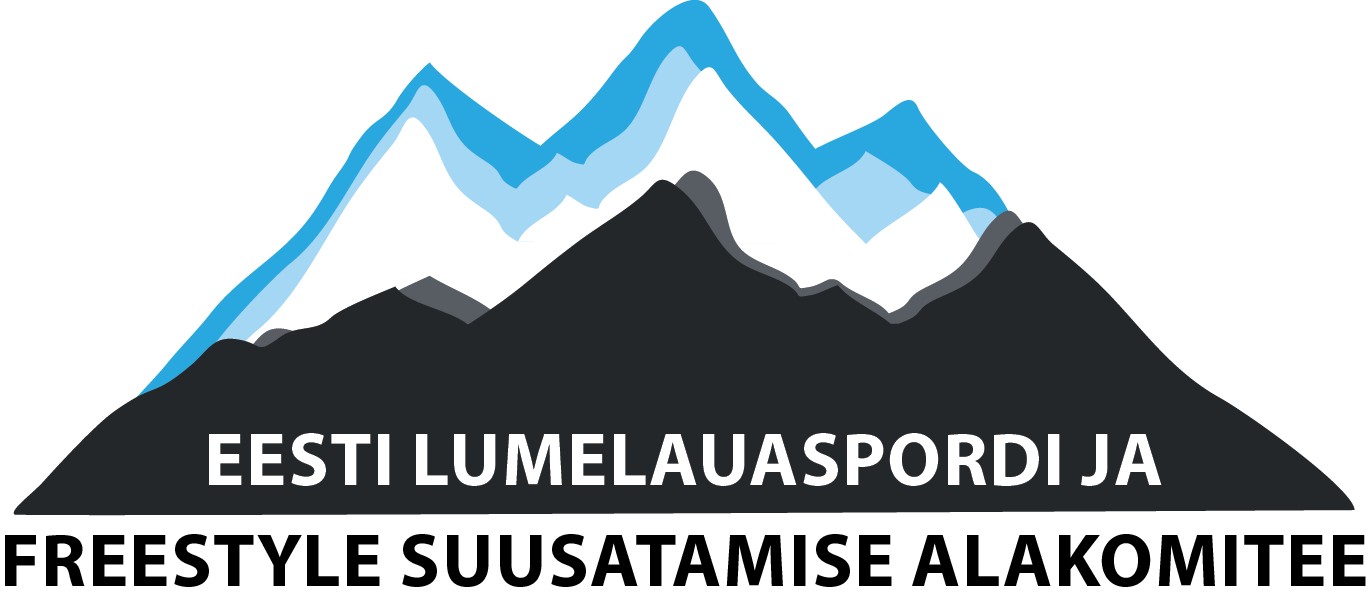 EESTI LUMELAUASPORDI JA
FREESTYLE SUUSATAMISE ALAKOMITEE